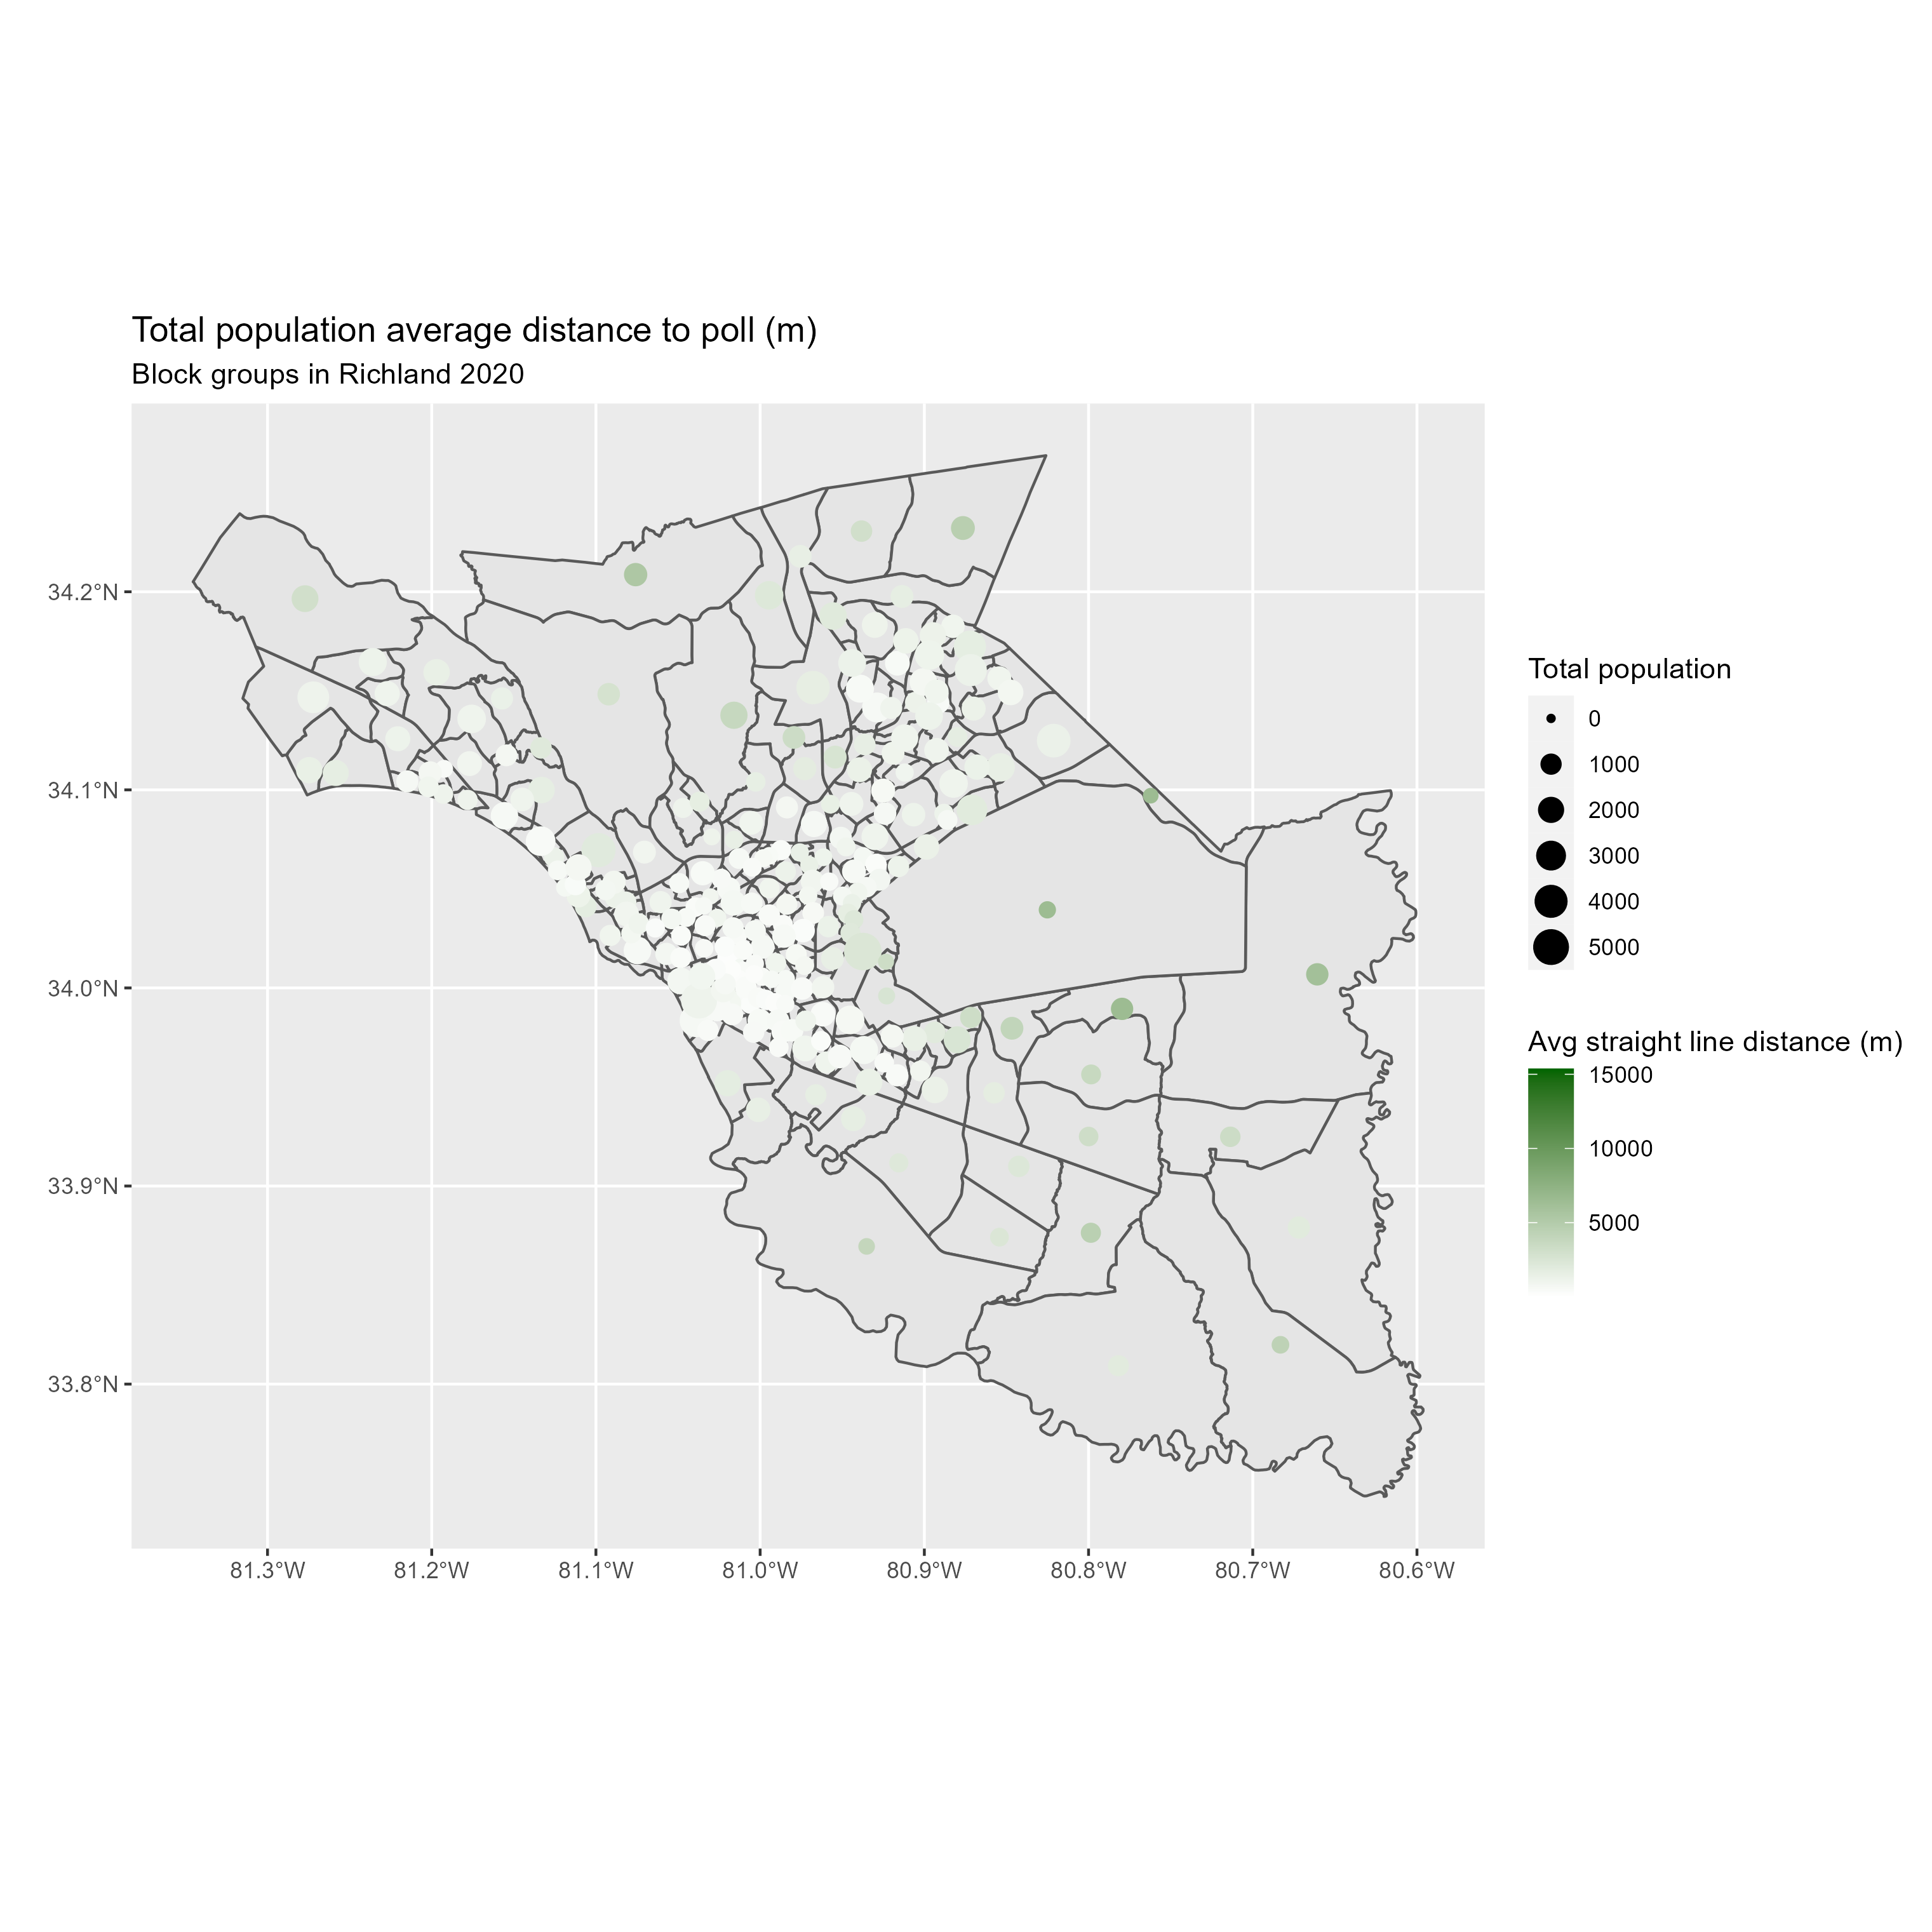 Total population average distance to poll (m)
Block groups in Richland 2020
34.2°N
34.1°N
34.0°N
33.9°N
33.8°N
81.3°W
81.2°W
81.1°W
81.0°W
80.9°W
80.8°W
80.7°W
80.6°W
Total population
0
1000
2000
3000
4000
5000
Avg straight line distance (m)
15000
10000
5000